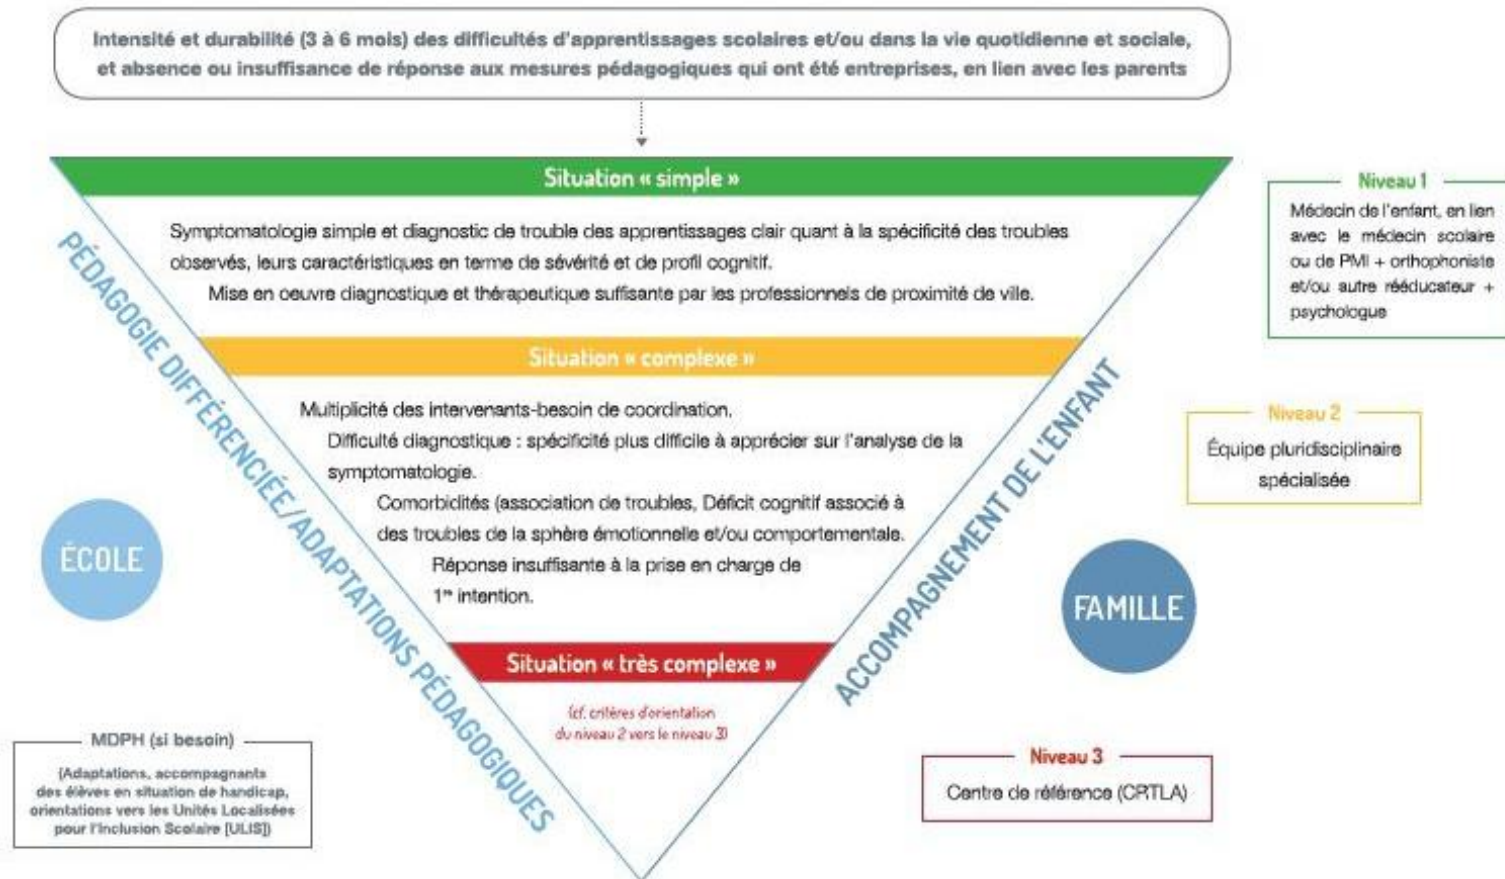 Intensité et durabilité (3 à 6 mois) des difficultés d'apprentissages scolaires et/ou dans la vie quotidienne et sociale,
et absence ou insuffisance de réponse aux mesures pédagogiques qui ont été entreprises, en lien avec les parents
Situation « simple »
Symptomatologie simple et diagnostic de trouble des apprentissages clair quant à la spécificité des troubles
observés, leurs caractéristiques en terme de sévérité et de profil cognitif.
Mise en oeuvre diagnostique et thérapeutique suffisante par les professionnels de proximité de ville.
Niveau 1
Médecin de l'enfant, en lien
avec le médecin scolaire
ou de PMI + orthophoniste
et/ou autre rééducateur +
psychologue
Situation « complexe »
Multiplicité des intervenants-besoin de coordination.
Difficulté diagnostique : spécificité plus difficile à apprécier sur l'analyse de la
symptomatologie.
Comorbidités (association de troubles, Déficit cognitif associé à
des troubles de la sphère émotionnelle et/ou comportementale.
Réponse insuffisante à la prise en charge de
1re intention.
Niveau 2
Équipe pluridisciplinaire
spécialisée
PÉDAGOGIE DIFFÉRENCIÉE/ADAPTATIONS PÉDAGOGIQUES
ACCOMPAGNEMENT DE L'ENFANT
ÉCOLE
FAMILLE
Situation « très complexe »
(cf. critères d'orientation
du niveau 2 vers le niveau 3)
MDPH (si besoin)
(Adaptations, accompagnants
des élèves en situation de handicap,
orientations vers les Unités Localisées
pour l'Inclusion Scolaire [ULIS])
Niveau 3
Centre de référence (CRTLA)